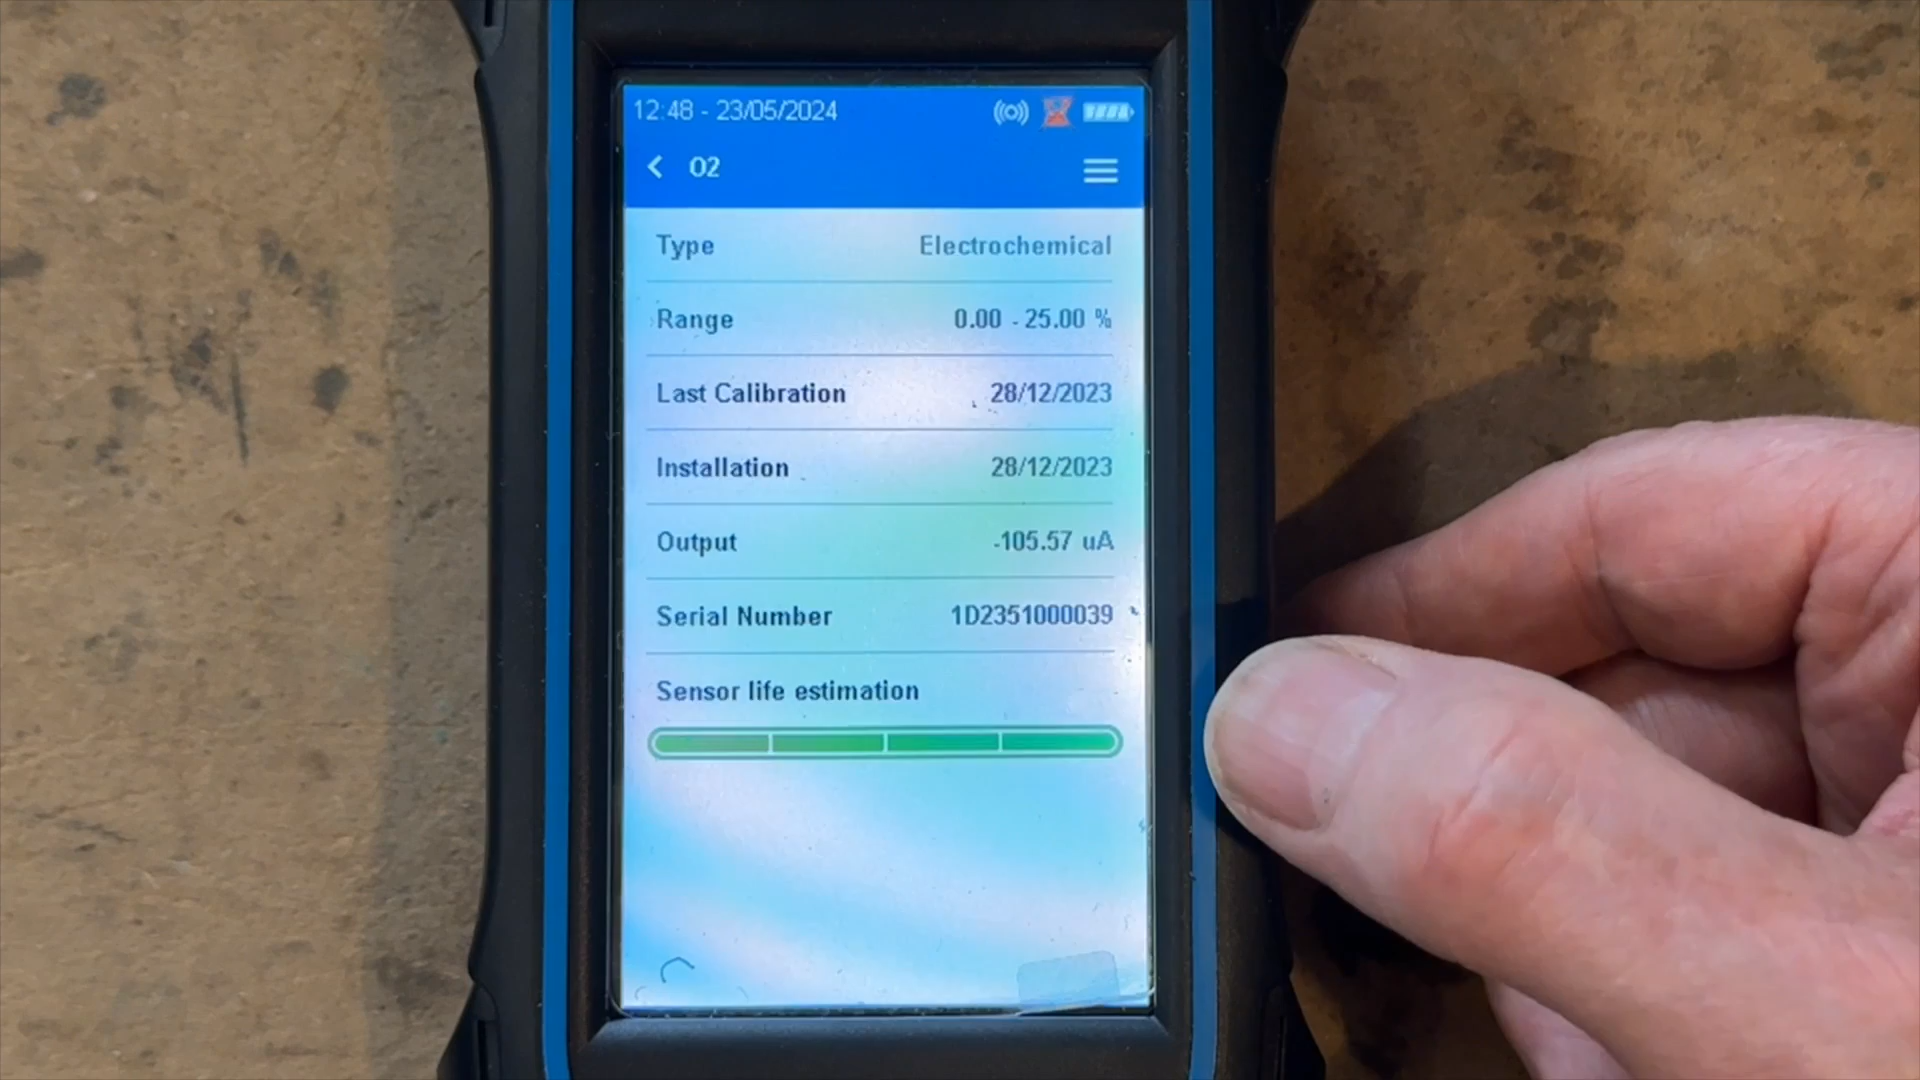 12:48 - 23/05/2024
O2
Type Electrochemical
Range 0.00 - 25.00 %
Last Calibration 28/12/2023
Installation 28/12/2023
Output -105.57 uA
Serial Number 1D2351000039
Sensor life estimation